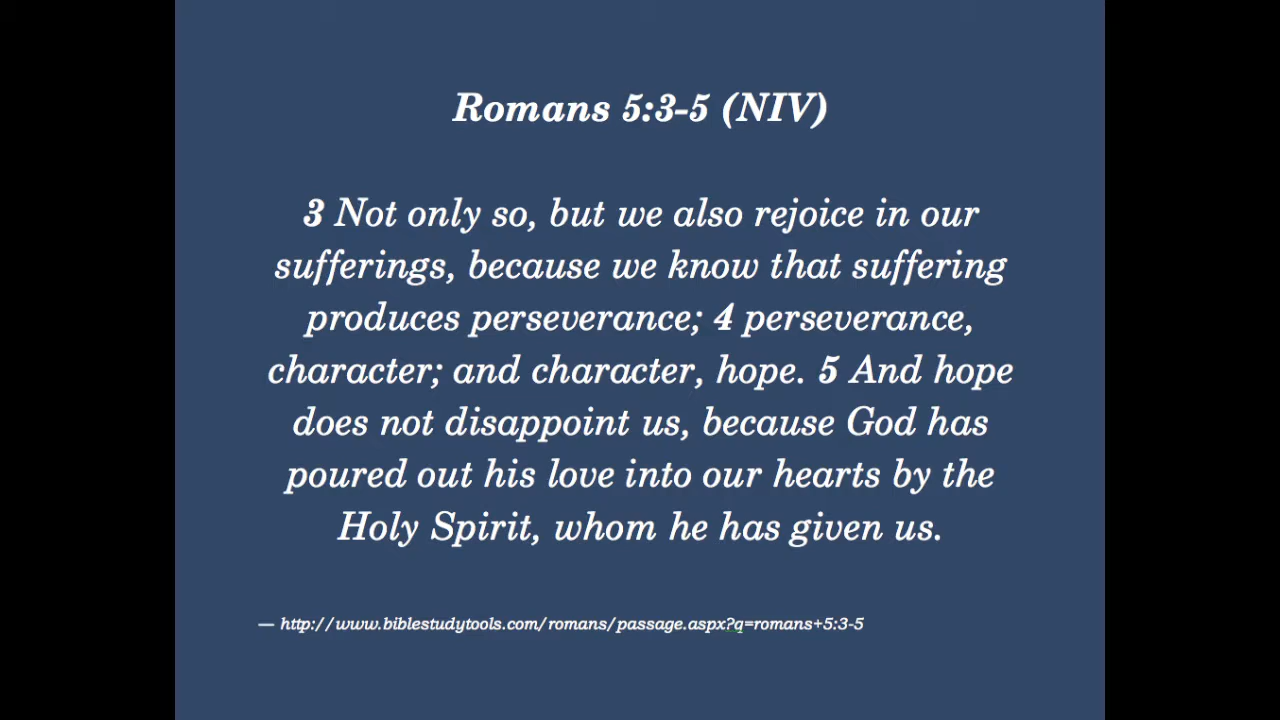 Romans 5:3-5 (NIV)
3 Not only so, but we also rejoice in our
sufferings, because we know that suffering
produces perseverance; 4 perseverance,
character; and character, hope. 5 And hope
does not disappoint us, because God has
poured out his love into our hearts by the
Holy Spirit, whom he has given us.
— http://www.biblestudytools.com/romans/passage.aspx?q=romans+5:3-5